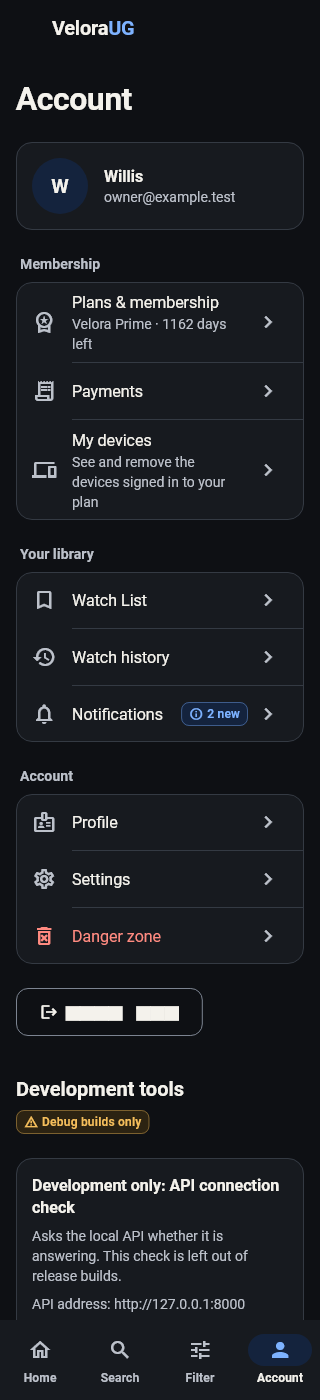 VeloraUG
Account
W
Willis
owner@example.test
Membership
Plans & membership
Velora Prime · 1162 days
left
Payments
My devices
See and remove the
devices signed in to your
plan
Your library
Watch List
Watch history
Notifications
2 new
Account
Profile
Settings
Danger zone
Development tools
Debug builds only
Development only: API connection
check
Asks the local API whether it is
answering. This check is left out of
release builds.
API address: http://127.0.0.1:8000
Home
Search
Filter
Account